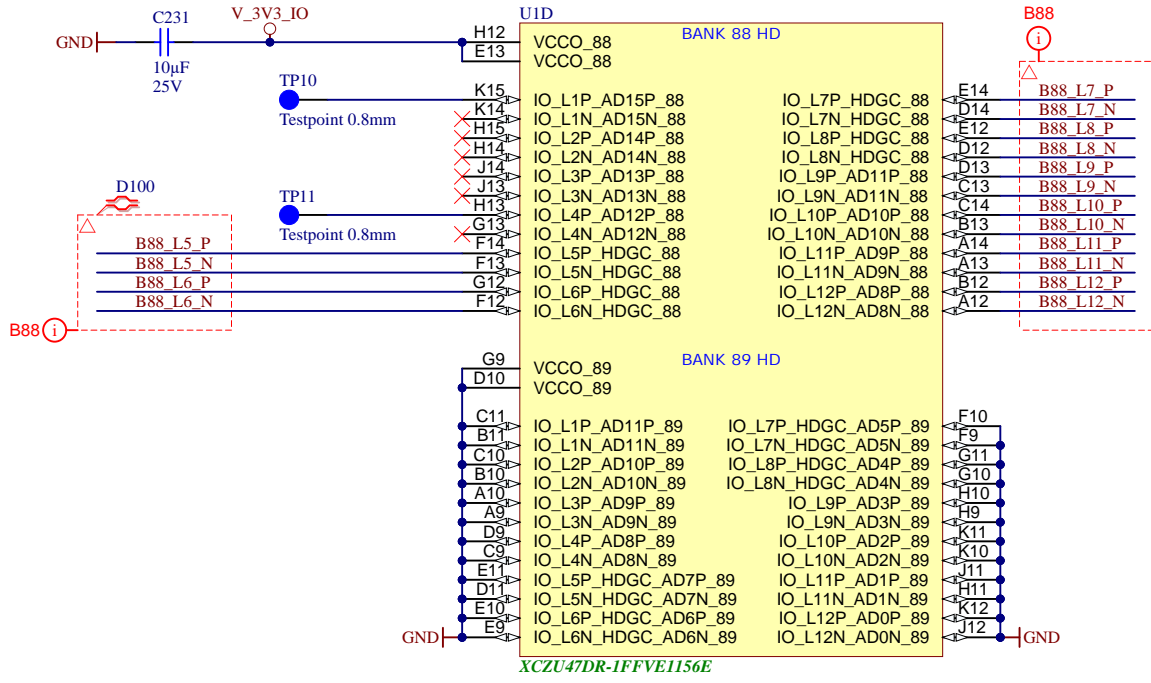 C231
V_3V3_IO
GND
10µF
25V
U1D
BANK 88 HD
B88
i
H12 VCCO_88
E13 VCCO_88
TP10
Testpoint 0.8mm
K15 IO_L1P_AD15P_88 IO_L7P_HDGC_88 E14 B88_L7_P
K14 IO_L1N_AD15N_88 IO_L7N_HDGC_88 D14 B88_L7_N
H15 IO_L2P_AD14P_88 IO_L8P_HDGC_88 E12 B88_L8_P
H14 IO_L2N_AD14N_88 IO_L8N_HDGC_88 D12 B88_L8_N
J14 IO_L3P_AD13P_88 IO_L9P_AD11P_88 D13 B88_L9_P
J13 IO_L3N_AD13N_88 IO_L9N_AD11N_88 C13 B88_L9_N
D100
TP11
Testpoint 0.8mm
H13 IO_L4P_AD12P_88 IO_L10P_AD10P_88 C14 B88_L10_P
G13 IO_L4N_AD12N_88 IO_L10N_AD10N_88 B13 B88_L10_N
B88_L5_P F14 IO_L5P_HDGC_88 IO_L11P_AD9P_88 A14 B88_L11_P
B88_L5_N F13 IO_L5N_HDGC_88 IO_L11N_AD9N_88 A13 B88_L11_N
B88_L6_P G12 IO_L6P_HDGC_88 IO_L12P_AD8P_88 B12 B88_L12_P
B88_L6_N F12 IO_L6N_HDGC_88 IO_L12N_AD8N_88 A12 B88_L12_N
B88 i
BANK 89 HD
G9 VCCO_89
D10 VCCO_89
C11 IO_L1P_AD11P_89 IO_L7P_HDGC_AD5P_89 F10
B11 IO_L1N_AD11N_89 IO_L7N_HDGC_AD5N_89 F9
C10 IO_L2P_AD10P_89 IO_L8P_HDGC_AD4P_89 G11
B10 IO_L2N_AD10N_89 IO_L8N_HDGC_AD4N_89 G10
A10 IO_L3P_AD9P_89 IO_L9P_AD3P_89 H10
A9 IO_L3N_AD9N_89 IO_L9N_AD3N_89 H9
D9 IO_L4P_AD8P_89 IO_L10P_AD2P_89 K11
C9 IO_L4N_AD8N_89 IO_L10N_AD2N_89 K10
E11 IO_L5P_HDGC_AD7P_89 IO_L11P_AD1P_89 J11
D11 IO_L5N_HDGC_AD7N_89 IO_L11N_AD1N_89 H11
E10 IO_L6P_HDGC_AD6P_89 IO_L12P_AD0P_89 K12
GND E9 IO_L6N_HDGC_AD6N_89 IO_L12N_AD0N_89 J12 GND
XCZU47DR-1FFVE1156E